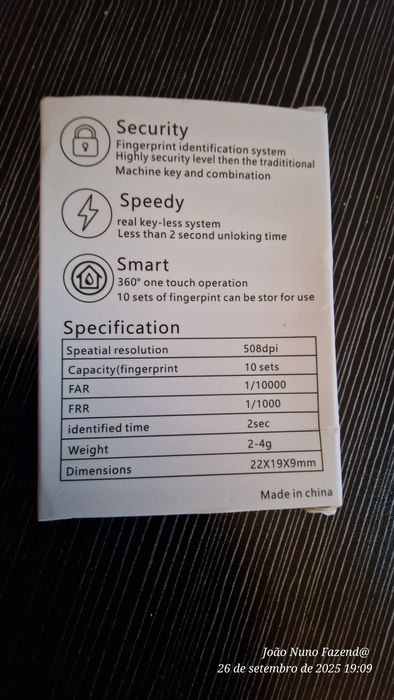 Security
Fingerprint identification system
Highly security level then the tradititional
Machine key and combination
Speedy
real key-less system
Less than 2 second unloking time
Smart
360° one touch operation
10 sets of fingerpint can be stor for use
Specification
Speatial resolution 508dpi
Capacity(fingerprint 10 sets
FAR 1/10000
FRR 1/1000
identified time 2sec
Weight 2-4g
Dimensions 22X19X9mm
Made in china
João Nuno Fazend@
26 de setembro de 2025 19:09